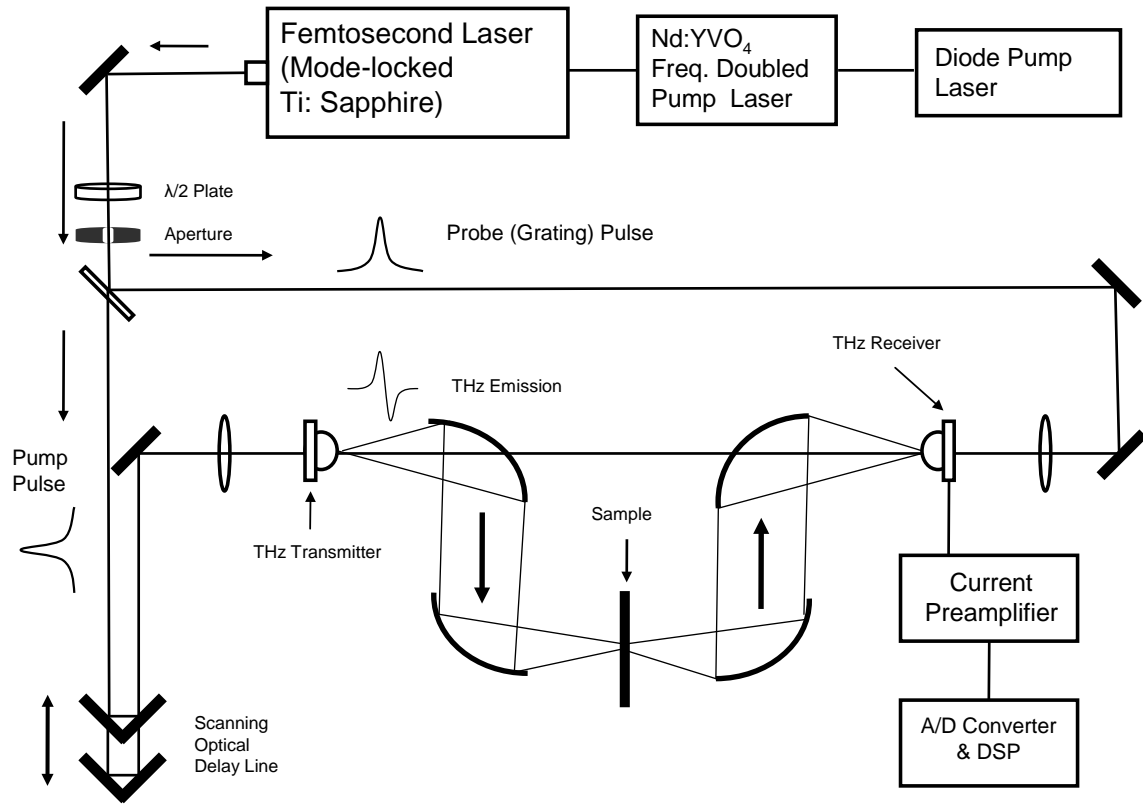 Femtosecond Laser
(Mode-locked
Ti: Sapphire)
Nd:YVO4
Freq. Doubled
Pump Laser
Diode Pump
Laser
λ/2 Plate
Aperture
Probe (Grating) Pulse
THz Receiver
THz Emission
Pump
Pulse
THz Transmitter
Sample
Current
Preamplifier
Scanning
Optical
Delay Line
A/D Converter
& DSP